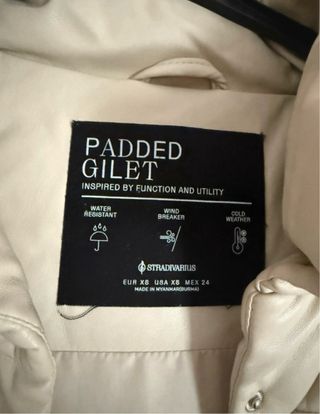 PADDED
GILET
INSPIRED BY FUNCTION AND UTILITY
WATER
RESISTANT
WIND
BREAKER
COLD
WEATHER
STRADIVARIUS
EUR XS USA XS MEX 24
MADE IN MYANMAR(BURMA)